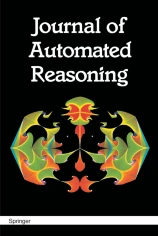 Journal of
Automated
Reasoning
Springer